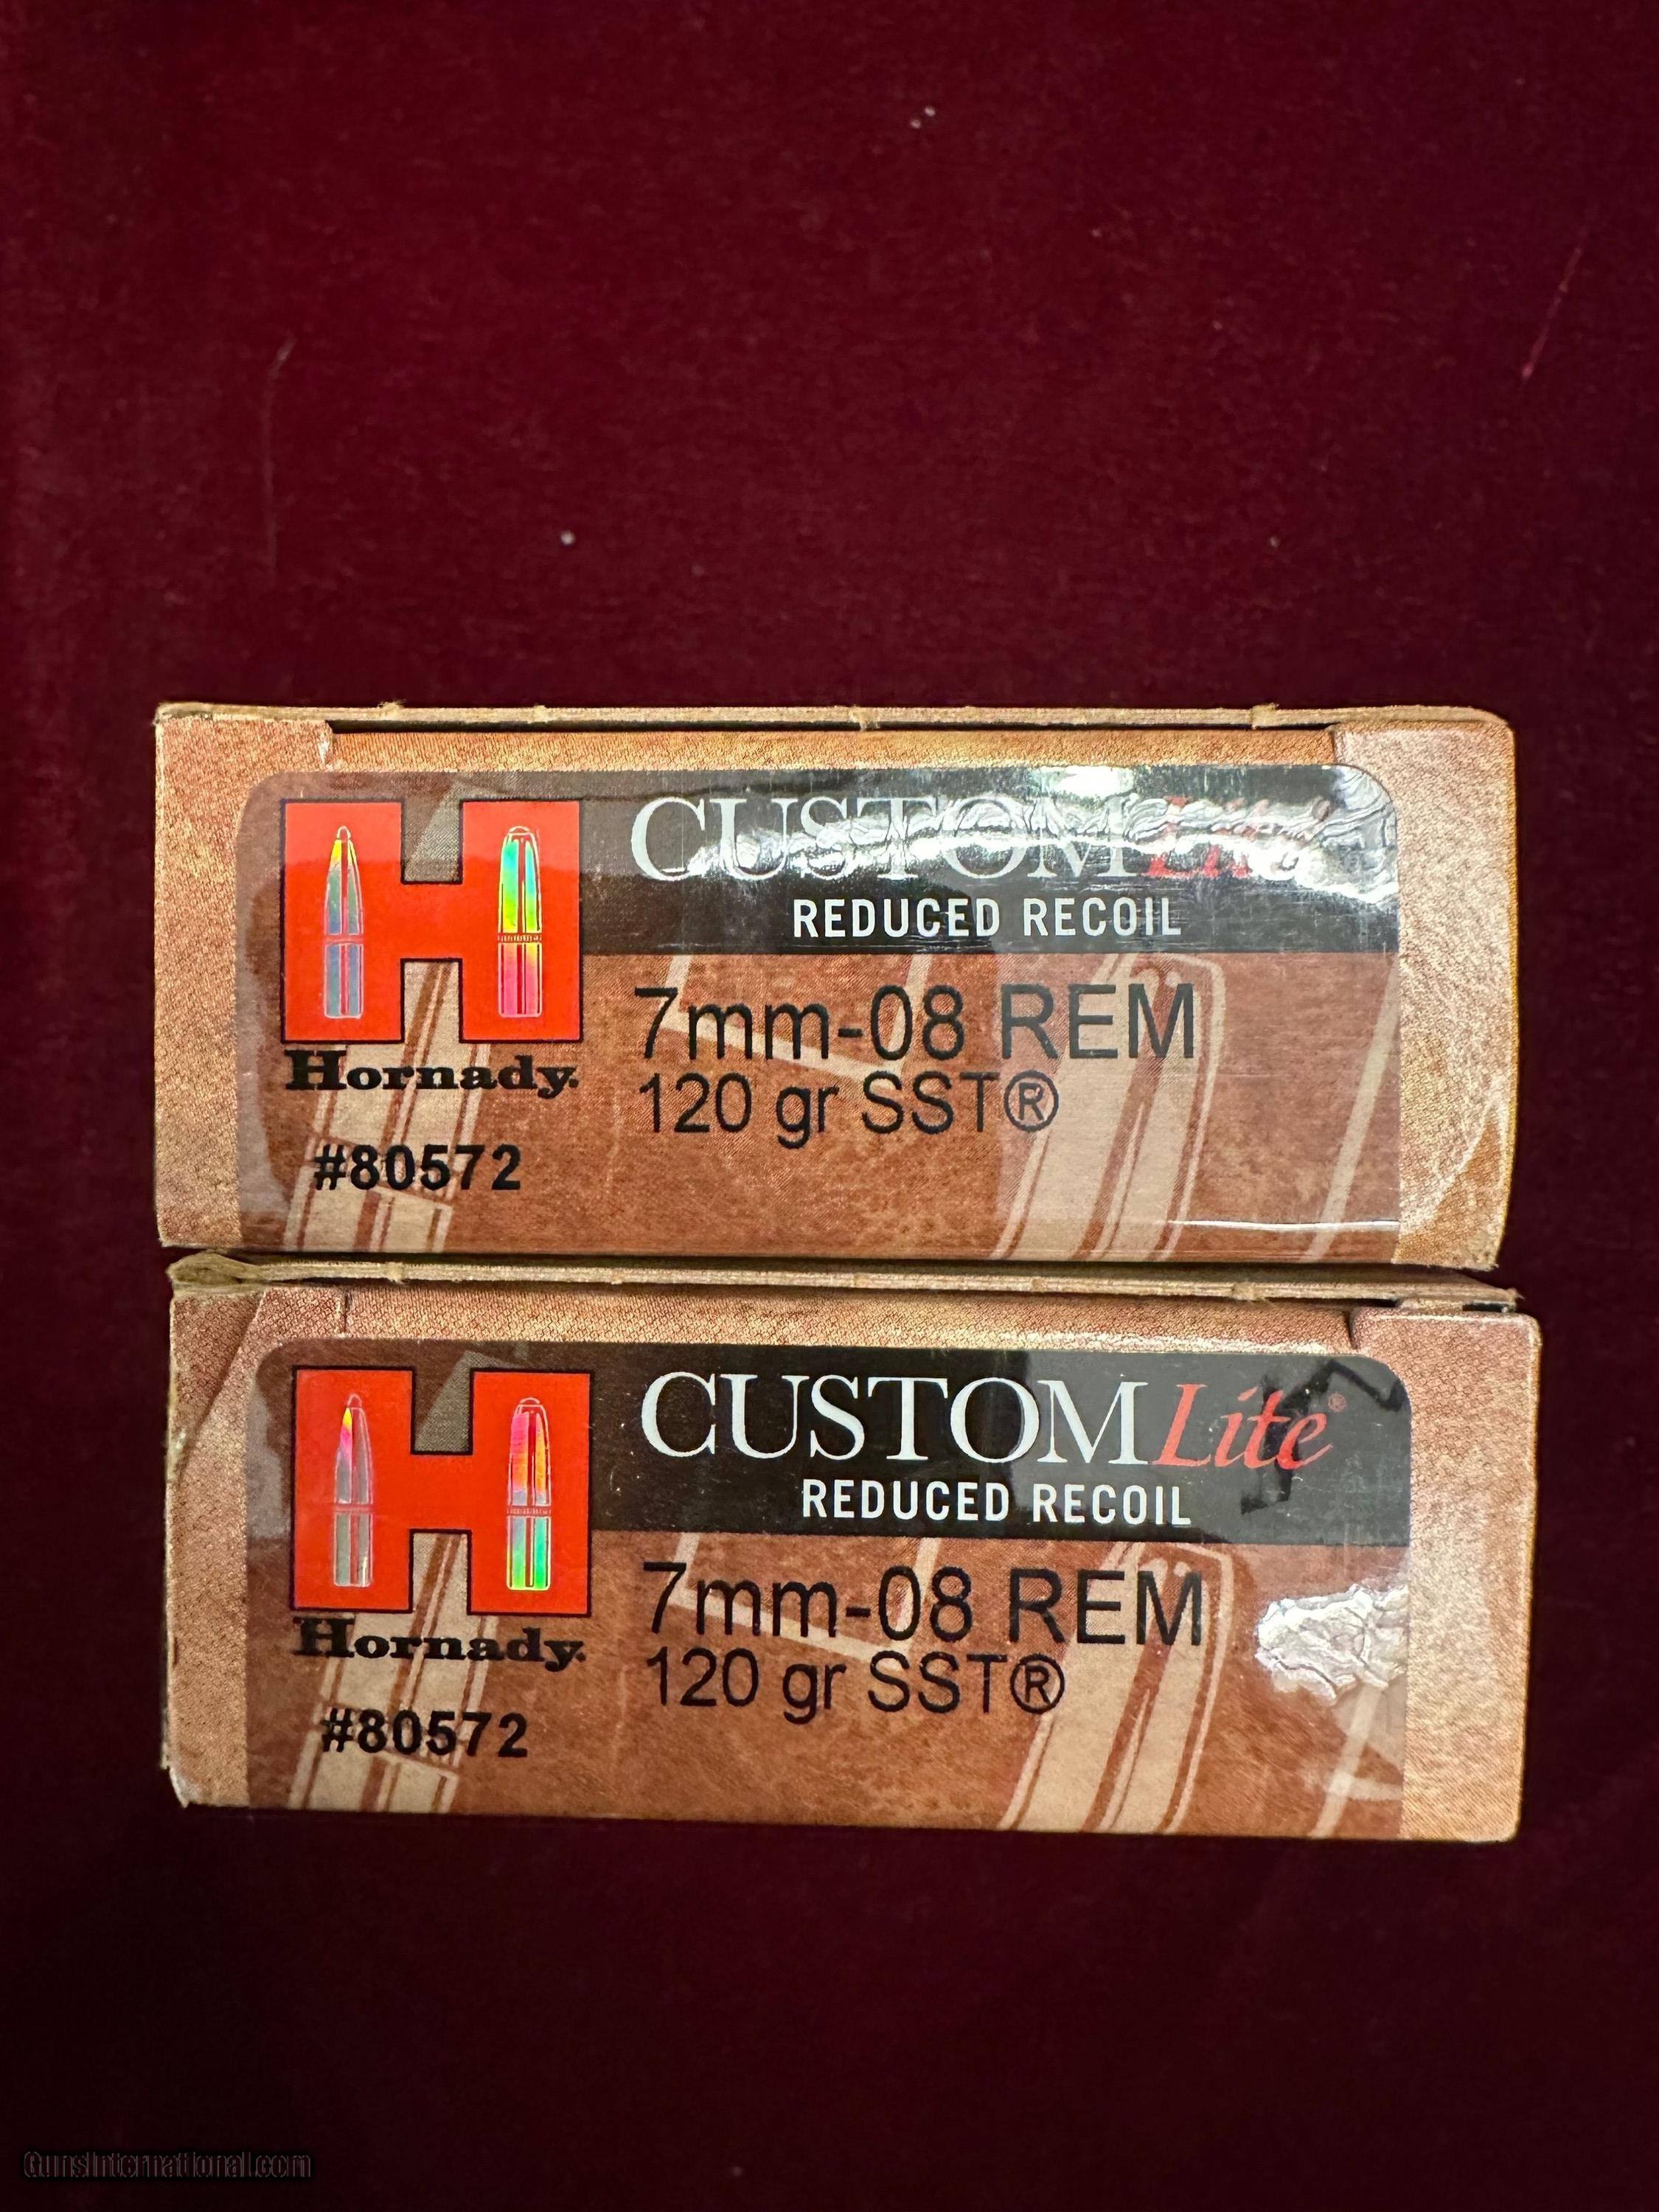 CUSTOM Lite
REDUCED RECOIL
7mm-08 REM
120 gr SST®
Hornady.
#80572
CUSTOM Lite®
REDUCED RECOIL
7mm-08 REM
120 gr SST®
Hornady.
#80572
GunsInternational.com